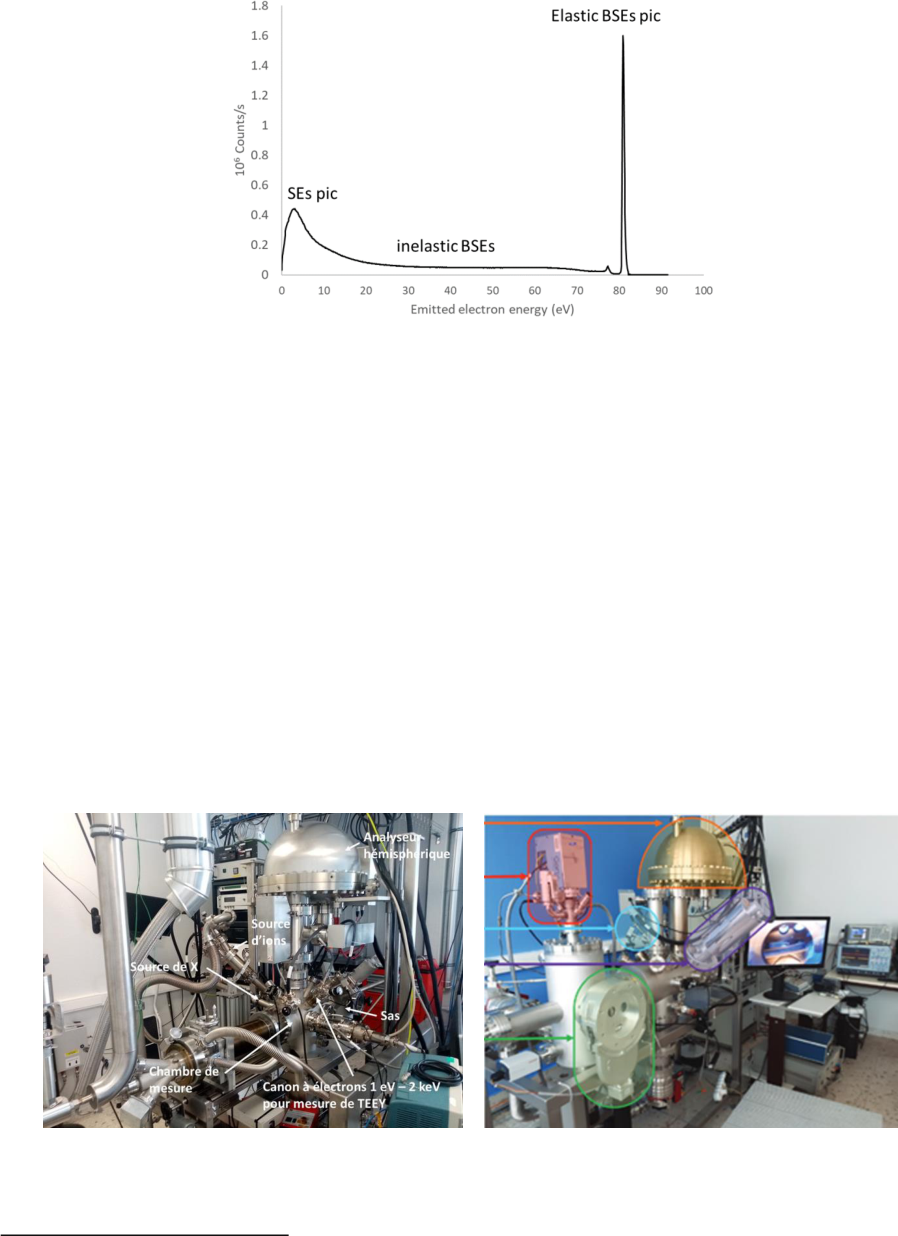 1.8
Elastic BSEs pic
1.6
1.4
1.2
1
0.8
0.6
0.4
0.2
0
10⁶ Counts/s
SEs pic
inelastic BSEs
0 10 20 30 40 50 60 70 80 90 100
Emitted electron energy (eV)
Analyseur
hémisphérique
Source
d'ions
Source de X
Sas
Chambre de
mesure
Canon à électrons 1 eV – 2 keV
pour mesure de TEEY